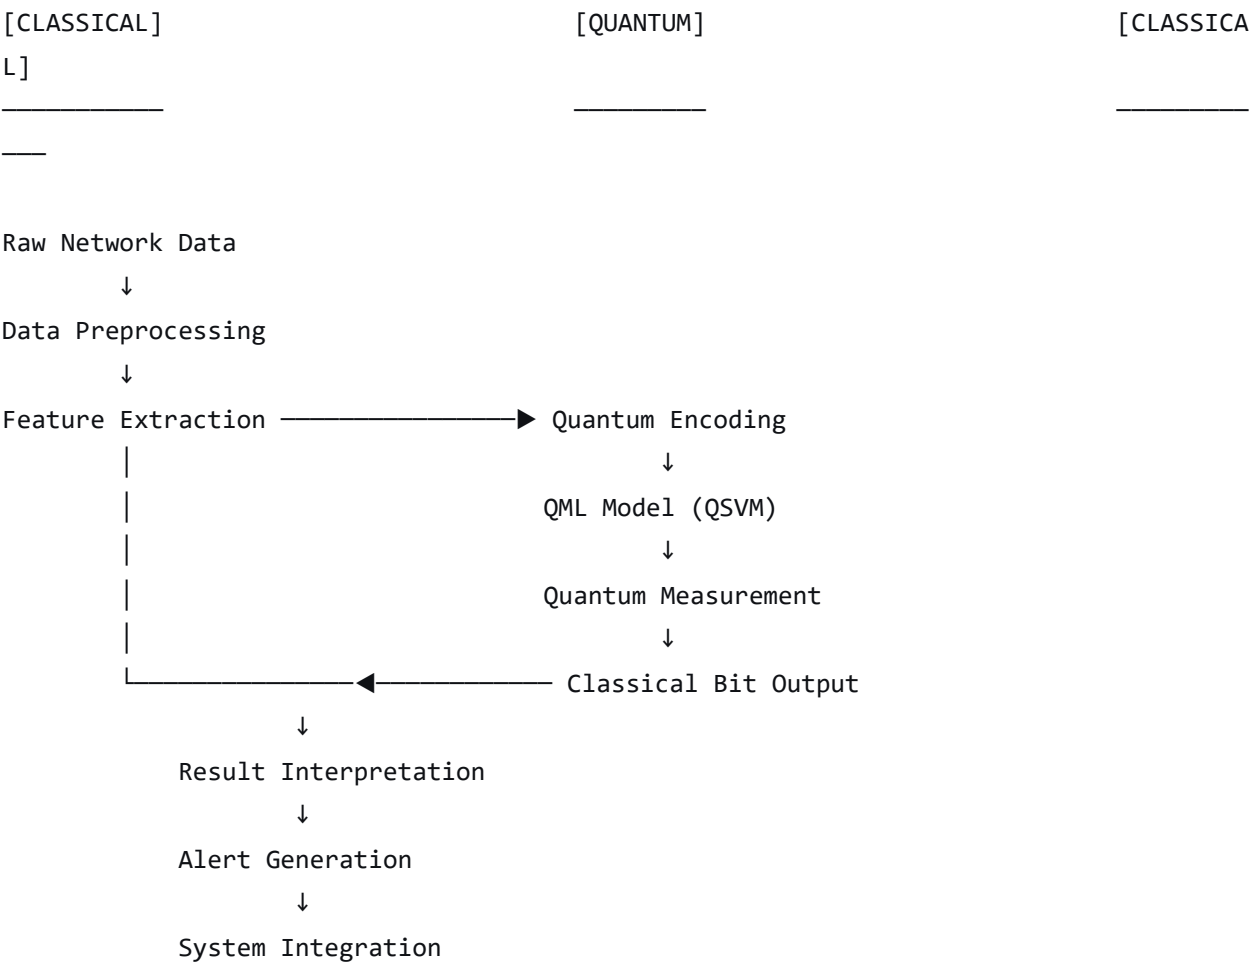 [CLASSICAL] [QUANTUM] [CLASSICA
L]
Raw Network Data
↓
Data Preprocessing
↓
Feature Extraction ────────────────▶ Quantum Encoding
│ ↓
│ QML Model (QSVM)
│ ↓
│ Quantum Measurement
│ ↓
└───────────────◀──────────── Classical Bit Output
↓
Result Interpretation
↓
Alert Generation
↓
System Integration